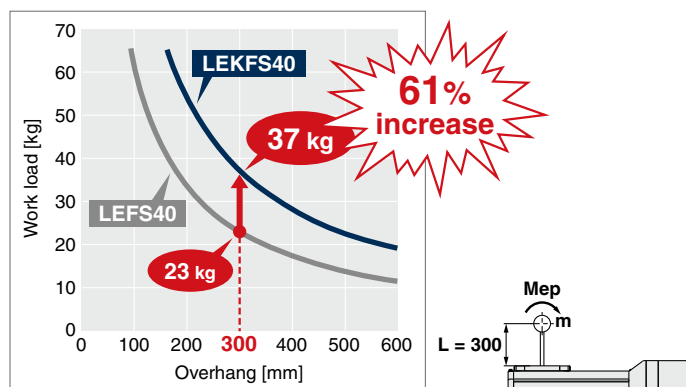 70
60
50
40
30
20
10
0
Work load [kg]
LEKFS40
LEFS40
37 kg
23 kg
61%
increase
0 100 200 300 400 500 600
Overhang [mm]
Mep
m
L = 300